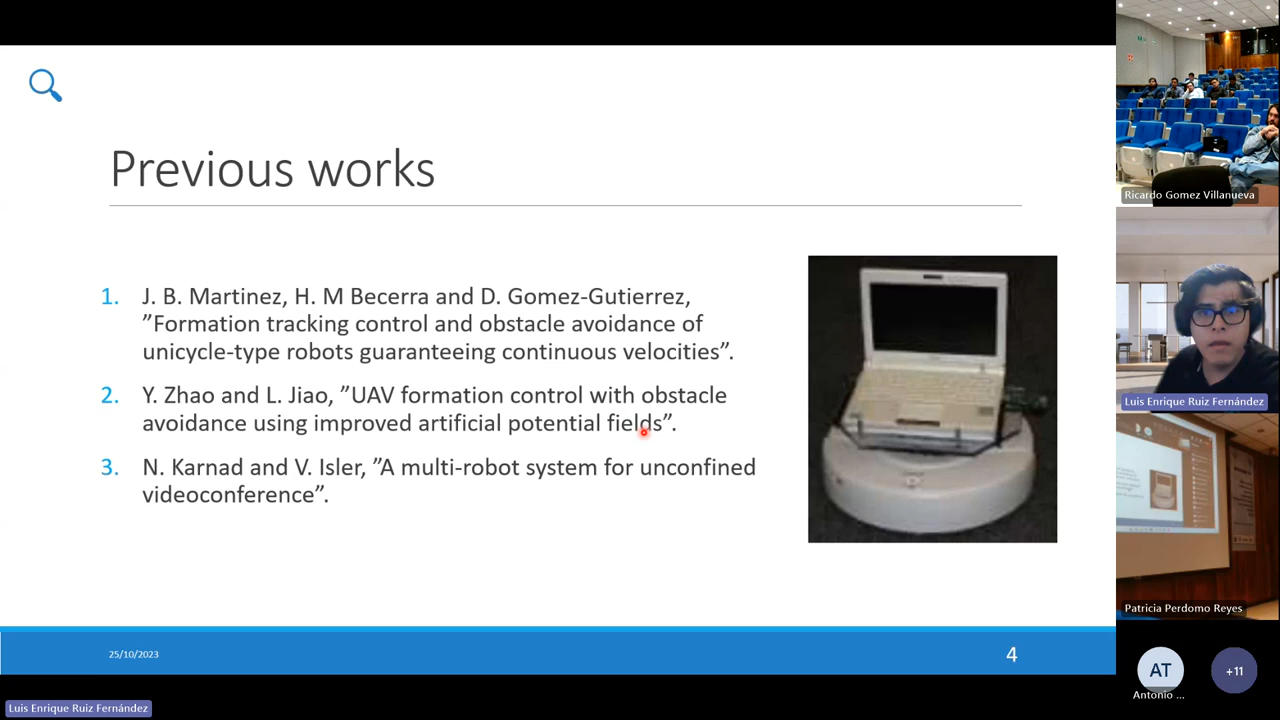 Previous works
1. J. B. Martinez, H. M Becerra and D. Gomez-Gutierrez,
”Formation tracking control and obstacle avoidance of
unicycle-type robots guaranteeing continuous velocities”.
2. Y. Zhao and L. Jiao, ”UAV formation control with obstacle
avoidance using improved artificial potential fields”.
3. N. Karnad and V. Isler, ”A multi-robot system for unconfined
videoconference”.
25/10/2023
4
Luis Enrique Ruiz Fernández
Ricardo Gomez Villanueva
Luis Enrique Ruiz Fernández
Patricia Perdomo Reyes
AT
Antonio ...
+11